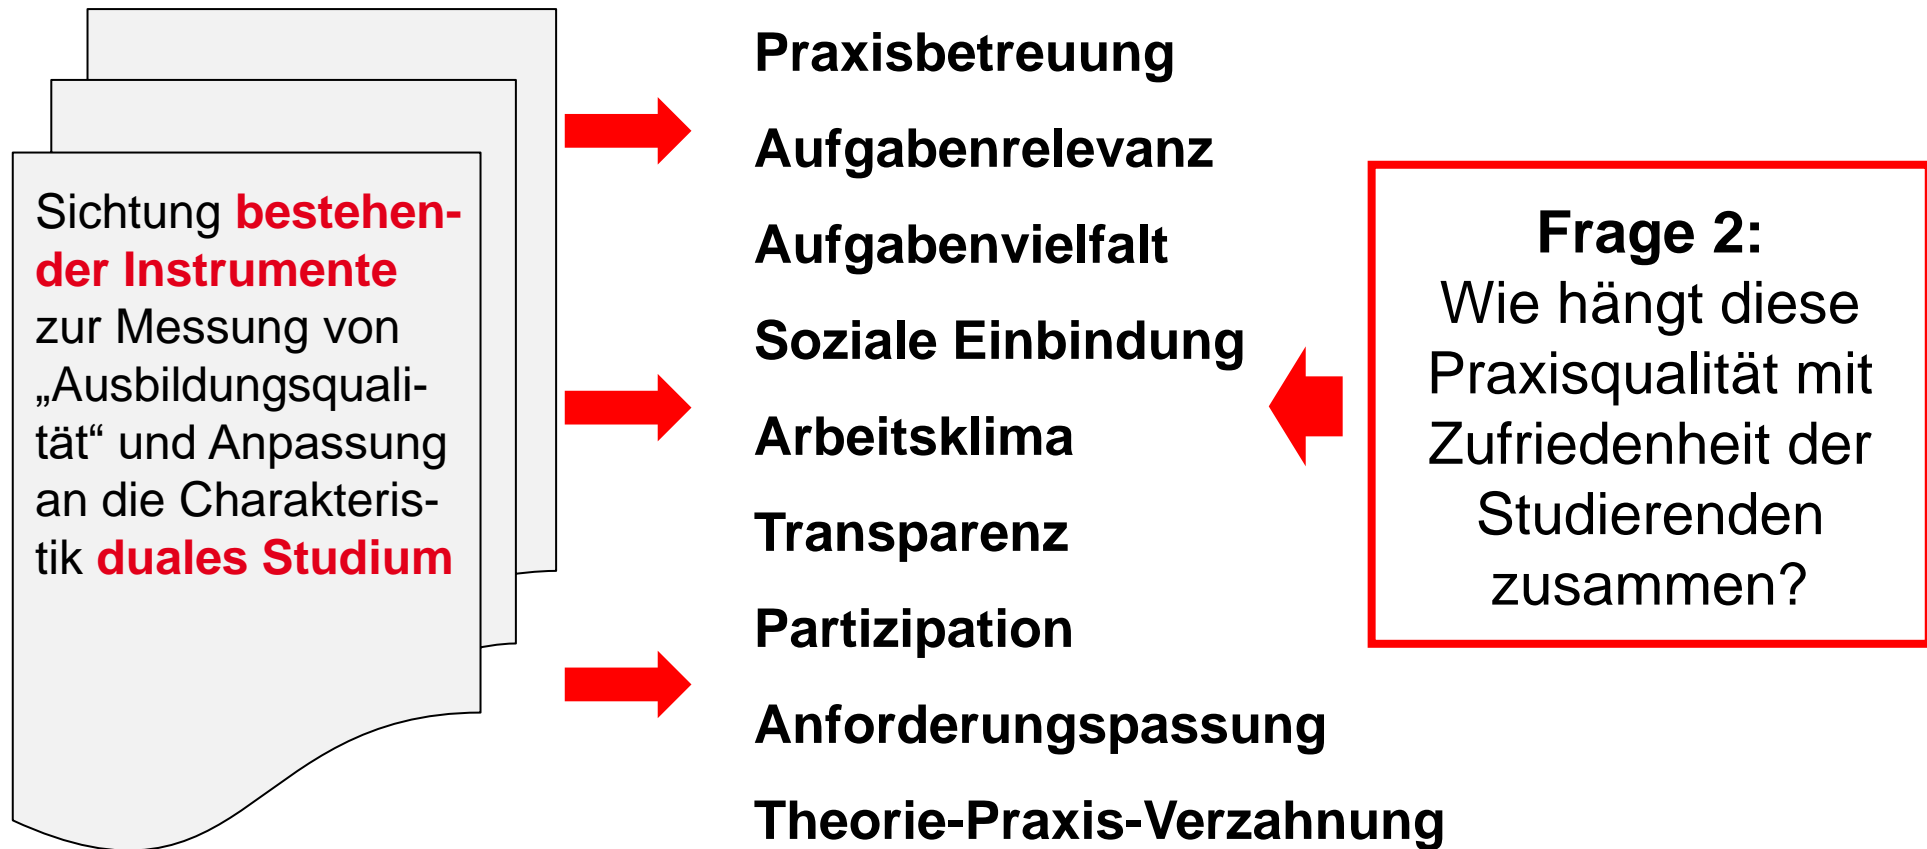 Sichtung bestehen-
der Instrumente
zur Messung von
„Ausbildungsquali-
tät“ und Anpassung
an die Charakteris-
tik duales Studium
Praxisbetreuung
Aufgabenrelevanz
Aufgabenvielfalt
Soziale Einbindung
Arbeitsklima
Transparenz
Partizipation
Anforderungspassung
Theorie-Praxis-Verzahnung
Frage 2:
Wie hängt diese
Praxisqualität mit
Zufriedenheit der
Studierenden
zusammen?